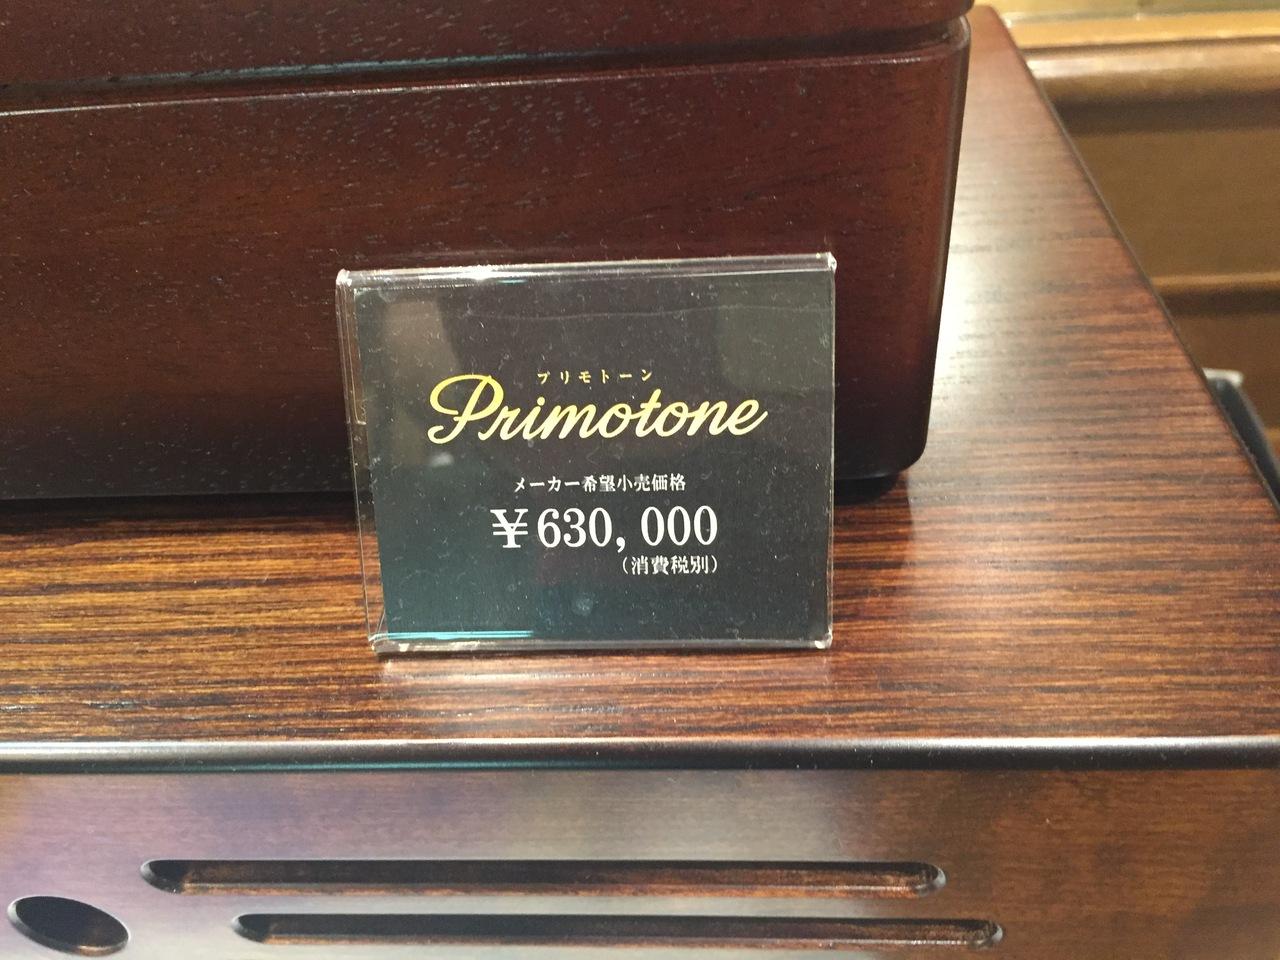 プリモトーン
Primotone
メーカー希望小売価格
¥630,000
(消費税別)